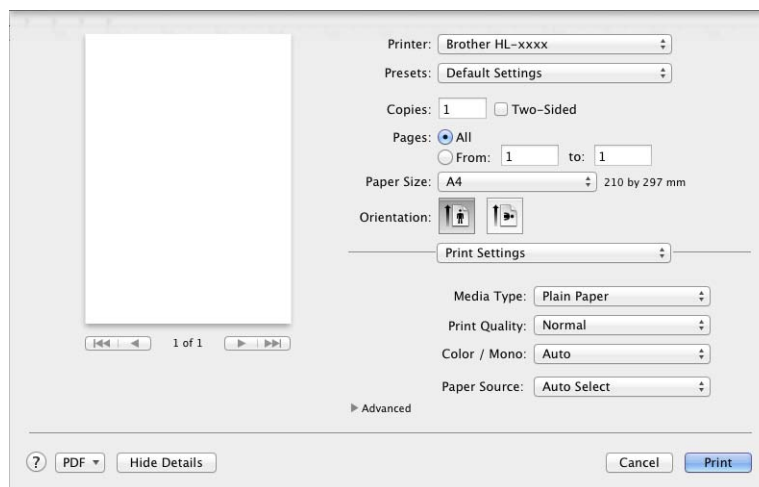 Printer: Brother HL-xxxx
Presets: Default Settings
Copies: 1 Two-Sided
Pages: All
From: 1 to: 1
Paper Size: A4 210 by 297 mm
Orientation:
Print Settings
Media Type: Plain Paper
Print Quality: Normal
1 of 1
Color / Mono: Auto
Paper Source: Auto Select
Advanced
? PDF Hide Details Cancel Print